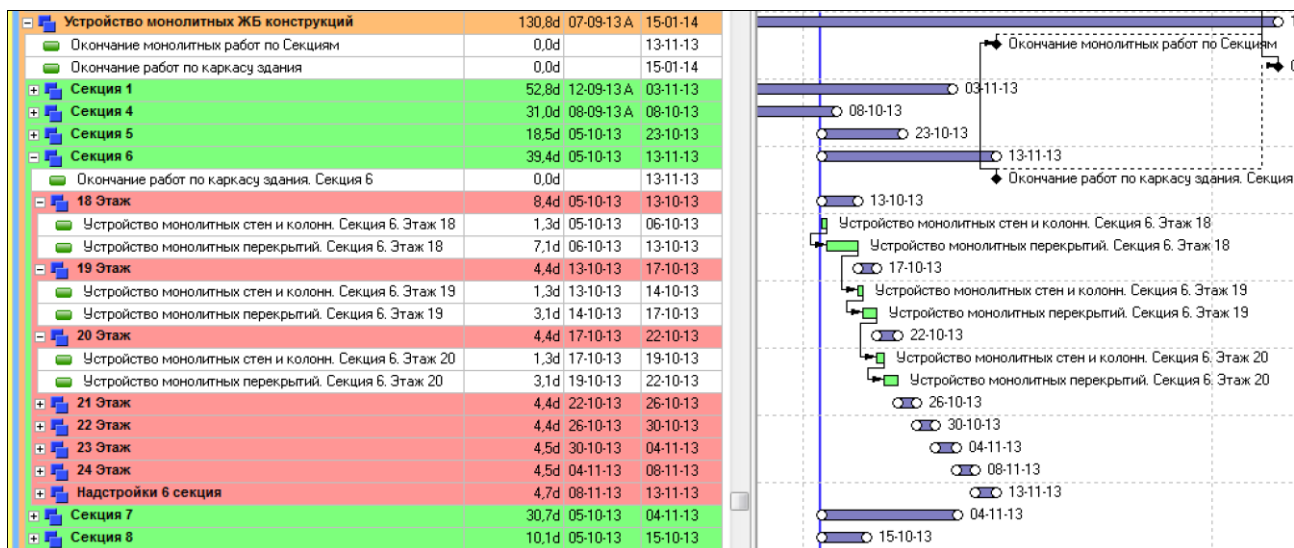 Устройство монолитных ЖБ конструкций 130,8d 07-09-13 A 15-01-14
Окончание монолитных работ по Секциям 0,0d 13-11-13 Окончание монолитных работ по Секциям
Окончание работ по каркасу здания 0,0d 15-01-14
Секция 1 52,8d 12-09-13 A 03-11-13 03-11-13
Секция 4 31,0d 08-09-13 A 08-10-13 08-10-13
Секция 5 18,5d 05-10-13 23-10-13 23-10-13
Секция 6 39,4d 05-10-13 13-11-13 13-11-13
Окончание работ по каркасу здания. Секция 6 0,0d 13-11-13 Окончание работ по каркасу здания. Секция
18 Этаж 8,4d 05-10-13 13-10-13 13-10-13
Устройство монолитных стен и колонн. Секция 6. Этаж 18 1,3d 05-10-13 06-10-13 Устройство монолитных стен и колонн. Секция 6. Этаж 18
Устройство монолитных перекрытий. Секция 6. Этаж 18 7,1d 06-10-13 13-10-13 Устройство монолитных перекрытий. Секция 6. Этаж 18
19 Этаж 4,4d 13-10-13 17-10-13 17-10-13
Устройство монолитных стен и колонн. Секция 6. Этаж 19 1,3d 13-10-13 14-10-13 Устройство монолитных стен и колонн. Секция 6. Этаж 19
Устройство монолитных перекрытий. Секция 6. Этаж 19 3,1d 14-10-13 17-10-13 Устройство монолитных перекрытий. Секция 6. Этаж 19
20 Этаж 4,4d 17-10-13 22-10-13 22-10-13
Устройство монолитных стен и колонн. Секция 6. Этаж 20 1,3d 17-10-13 19-10-13 Устройство монолитных стен и колонн. Секция 6. Этаж 20
Устройство монолитных перекрытий. Секция 6. Этаж 20 3,1d 19-10-13 22-10-13 Устройство монолитных перекрытий. Секция 6. Этаж 20
21 Этаж 4,4d 22-10-13 26-10-13 26-10-13
22 Этаж 4,4d 26-10-13 30-10-13 30-10-13
23 Этаж 4,5d 30-10-13 04-11-13 04-11-13
24 Этаж 4,5d 04-11-13 08-11-13 08-11-13
Надстройки 6 секция 4,7d 08-11-13 13-11-13 13-11-13
Секция 7 30,7d 05-10-13 04-11-13 04-11-13
Секция 8 10,1d 05-10-13 15-10-13 15-10-13